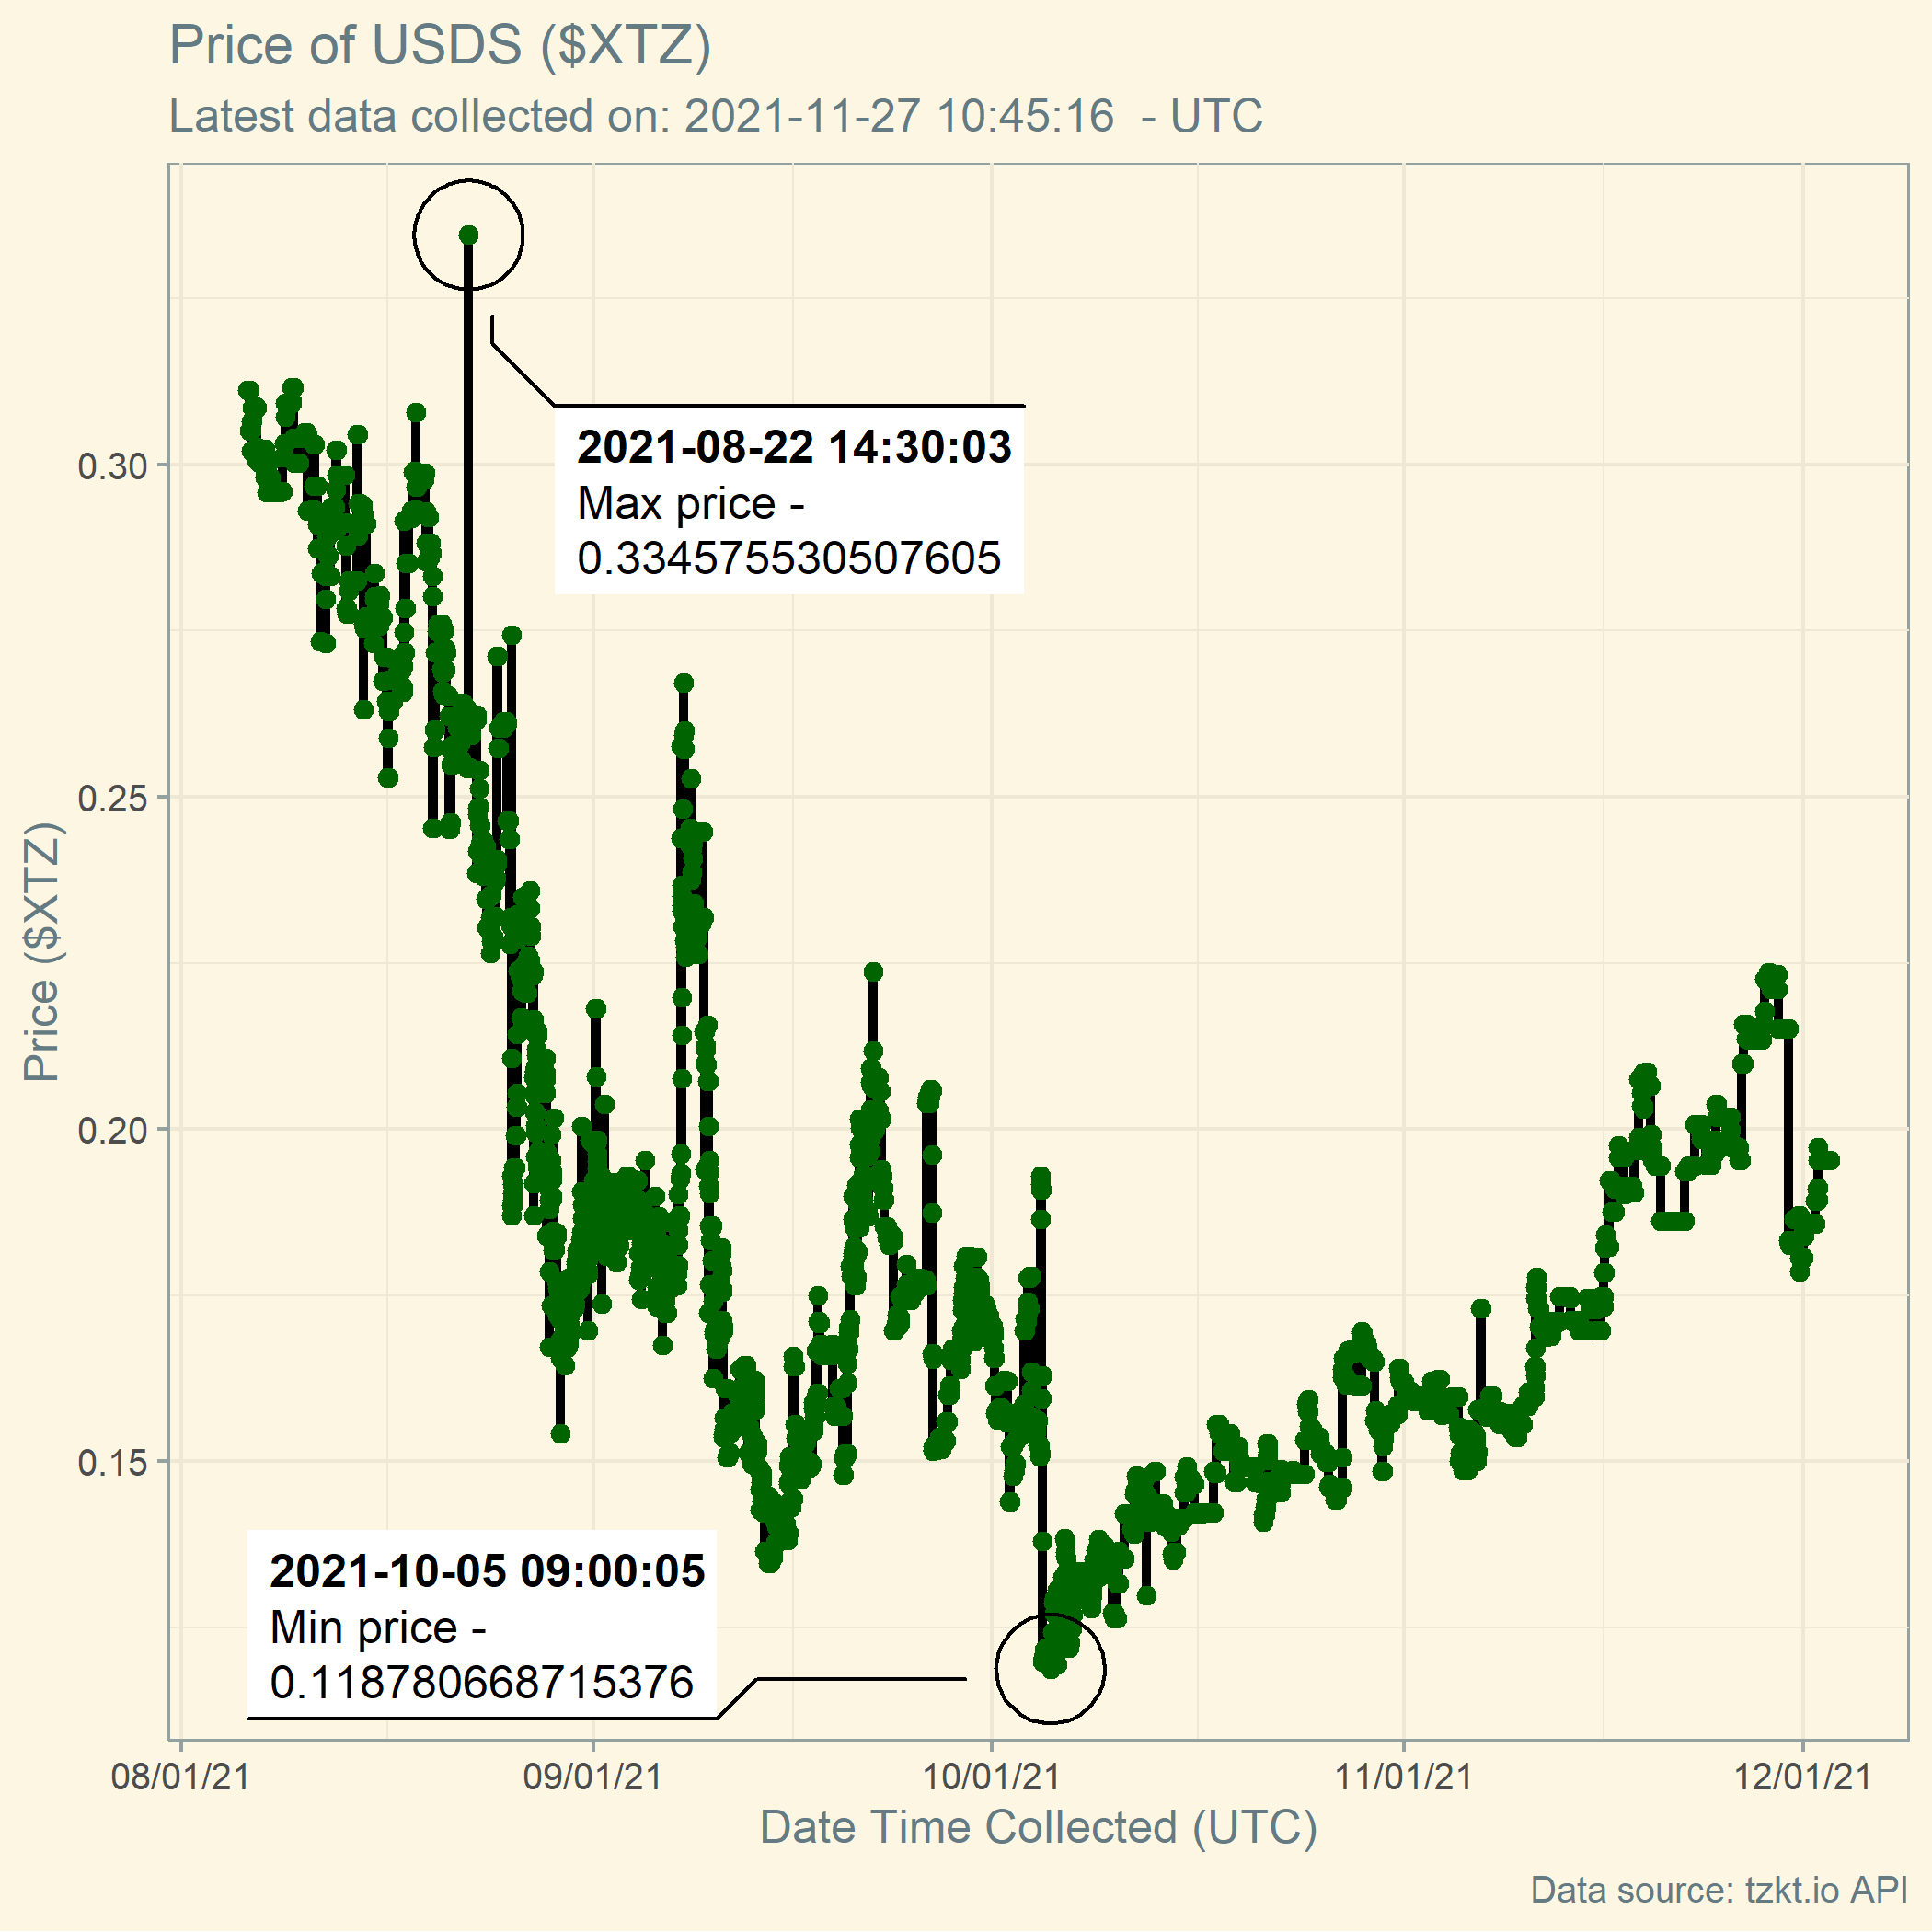 Price of USDS ($XTZ)
Latest data collected on: 2021-11-27 10:45:16  - UTC
2021-08-22 14:30:03
Max price -
0.334575530507605
0.30
0.25
0.20
0.15
Price ($XTZ)
2021-10-05 09:00:05
Min price -
0.118780668715376
08/01/21
09/01/21
10/01/21
11/01/21
12/01/21
Date Time Collected (UTC)
Data source: tzkt.io API